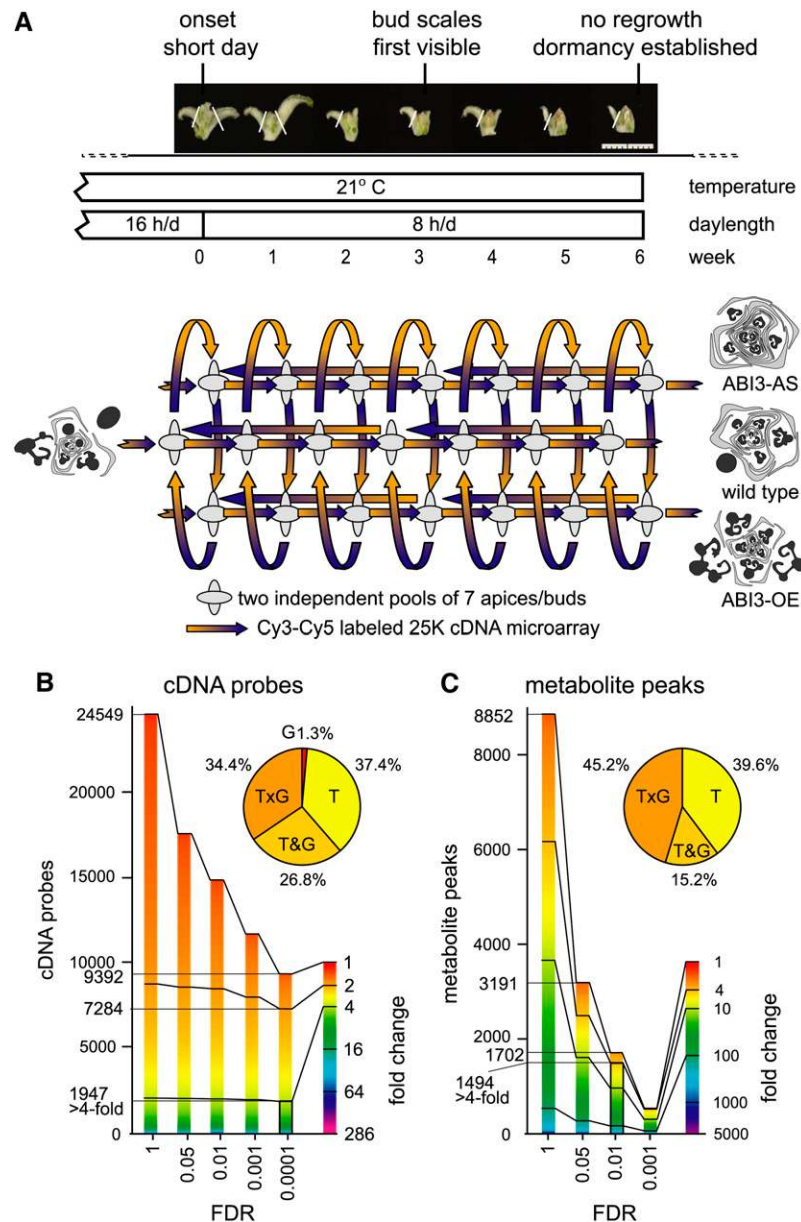 A
onset
short day
bud scales
first visible
no regrowth
dormancy established
21° C
temperature
16 h/d
8 h/d
daylength
0 1 2 3 4 5 6
week
ABI3-AS
wild type
ABI3-OE
two independent pools of 7 apices/buds
Cy3-Cy5 labeled 25K cDNA microarray
B
cDNA probes
24549
20000
15000
10000
9392
7284
5000
1947
>4-fold
0
cDNA probes
G 1.3%
34.4%
37.4%
TxG
T
T&G
26.8%
1
2
4
16
64
286
fold change
1
0.05
0.01
0.001
0.0001
FDR
C
metabolite peaks
8852
8000
6000
4000
3191
2000
1702
1494
>4-fold
0
metabolite peaks
45.2%
39.6%
TxG
T
T&G
15.2%
1
4
10
100
1000
5000
fold change
1
0.05
0.01
0.001
FDR